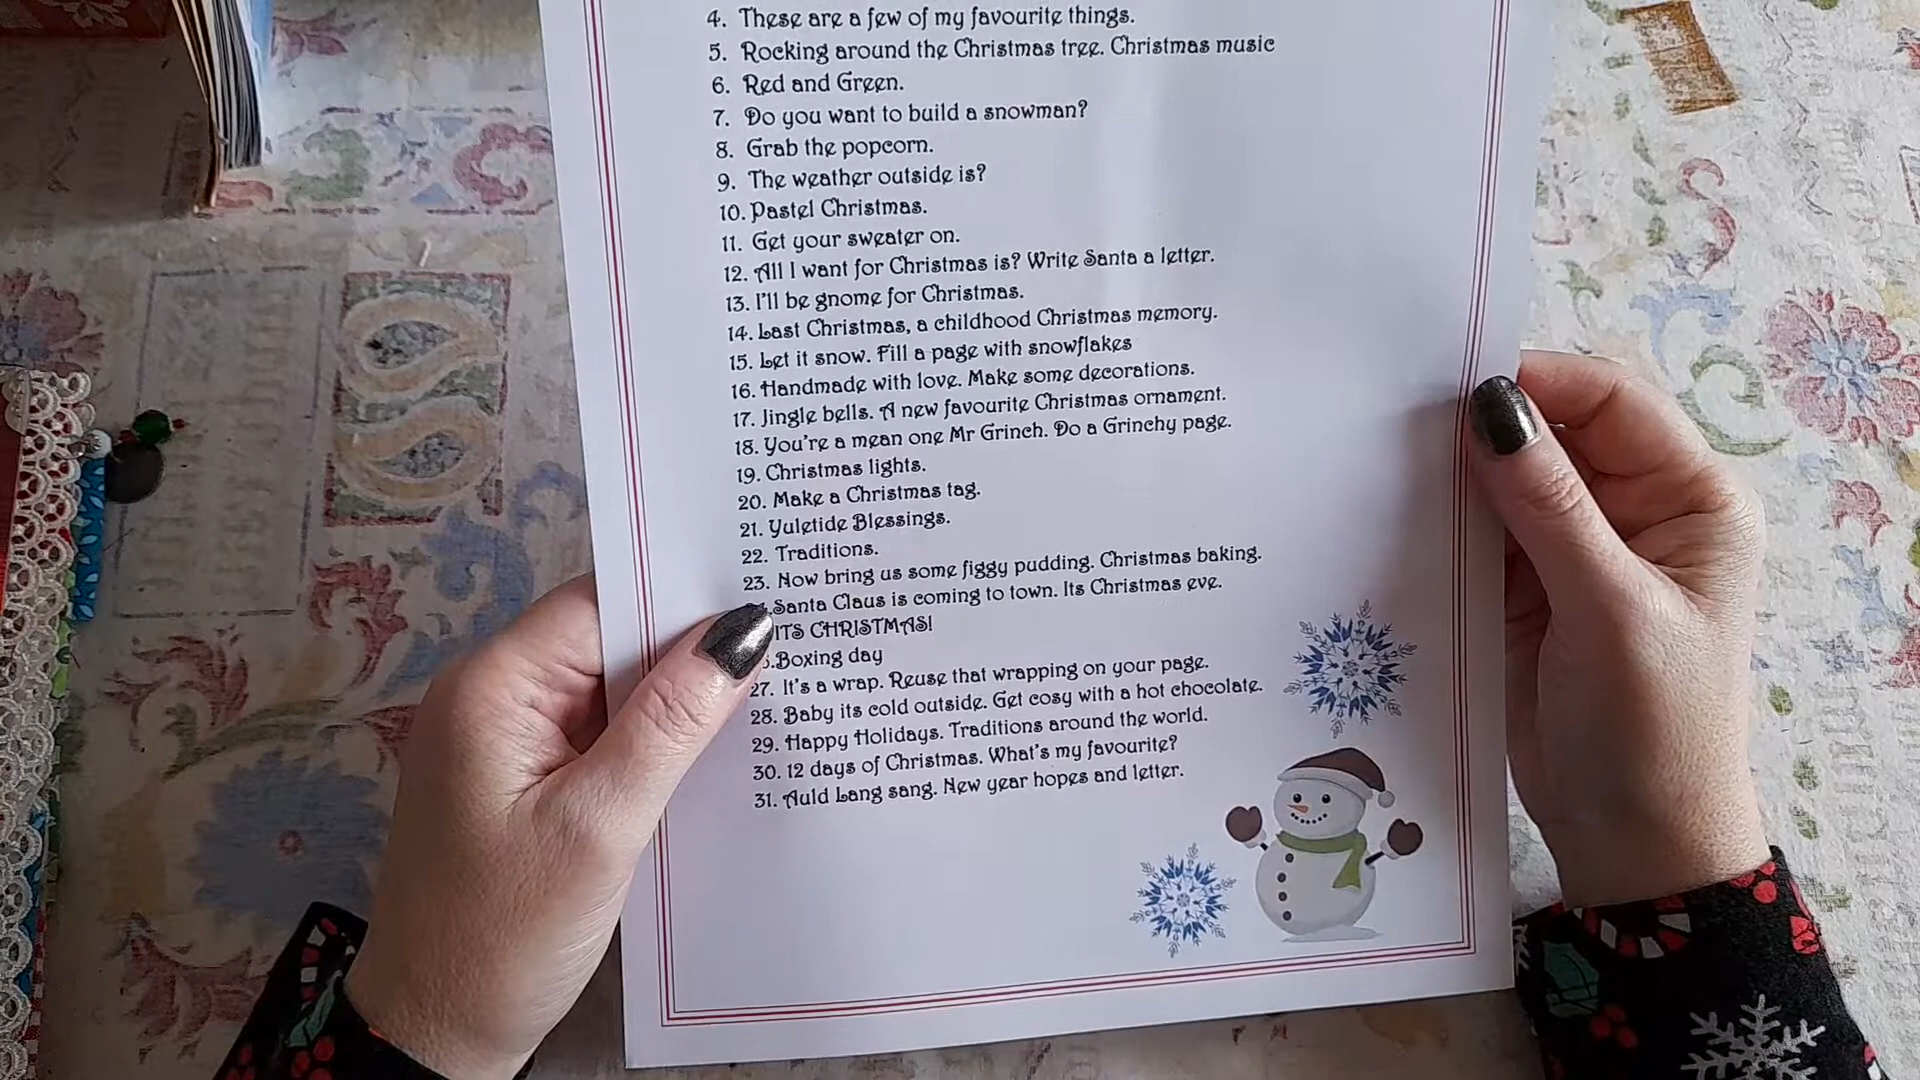 4. These are a few of my favourite things.
5. Rocking around the Christmas tree. Christmas music
6. Red and Green.
7. Do you want to build a snowman?
8. Grab the popcorn.
9. The weather outside is?
10. Pastel Christmas.
11. Get your sweater on.
12. All I want for Christmas is? Write Santa a letter.
13. I'll be gnome for Christmas.
14. Last Christmas, a childhood Christmas memory.
15. Let it snow. Fill a page with snowflakes
16. Handmade with love. Make some decorations.
17. Jingle bells. A new favourite Christmas ornament.
18. You're a mean one Mr Grinch. Do a Grinchy page.
19. Christmas lights.
20. Make a Christmas tag.
21. Yuletide Blessings.
22. Traditions.
23. Now bring us some figgy pudding. Christmas baking.
Santa Claus is coming to town. Its Christmas eve.
ITS CHRISTMAS!
Boxing day
27. It's a wrap. Reuse that wrapping on your page.
28. Baby its cold outside. Get cosy with a hot chocolate.
29. Happy Holidays. Traditions around the world.
30. 12 days of Christmas. What's my favourite?
31. Auld Lang sang. New year hopes and letter.